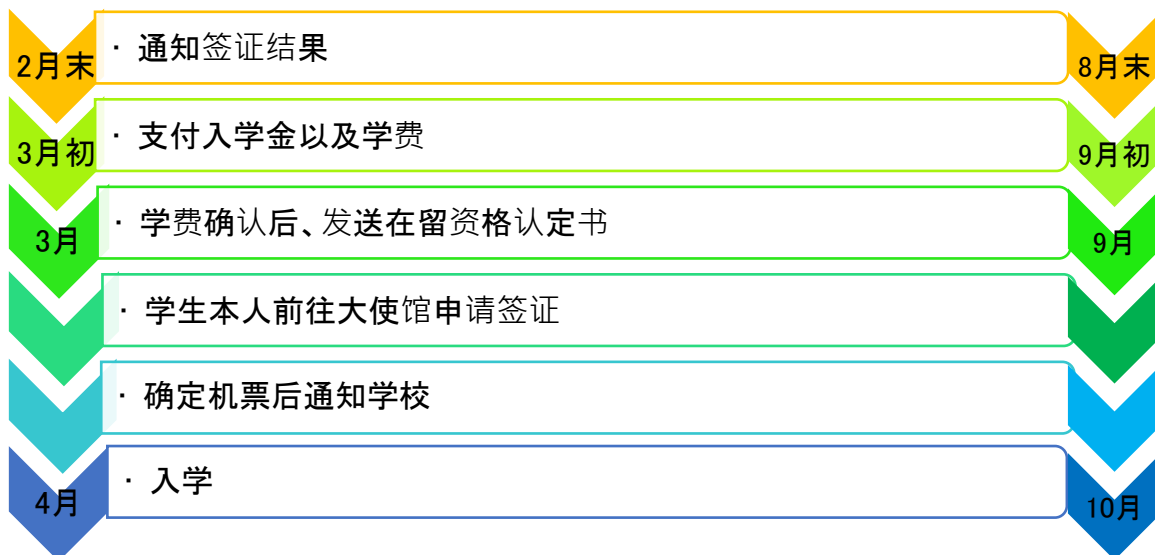 2月末 · 通知签证结果 8月末
3月初 · 支付入学金以及学费 9月初
3月 · 学费确认后、发送在留资格认定书 9月
· 学生本人前往大使馆申请签证
· 确定机票后通知学校
4月 · 入学 10月